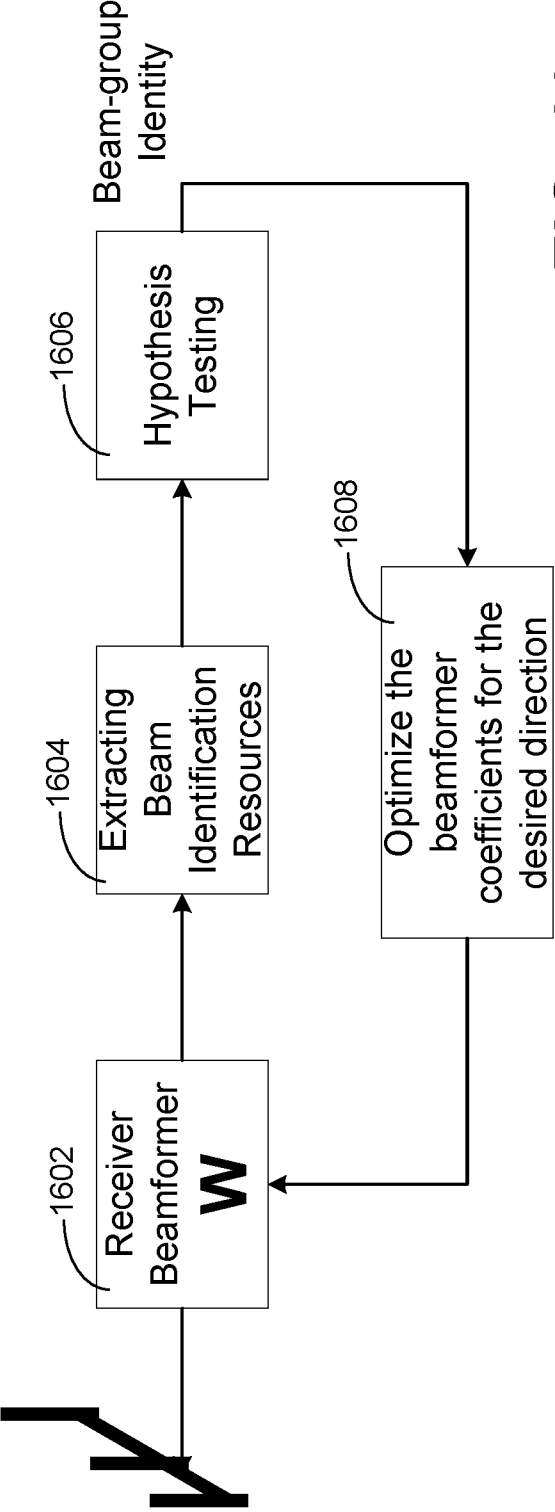 1602
Receiver
Beamformer
W
1604
Extracting
Beam
Identification
Resources
1606
Hypothesis
Testing
Beam-group
Identity
1608
Optimize the
beamformer
coefficients for the
desired direction